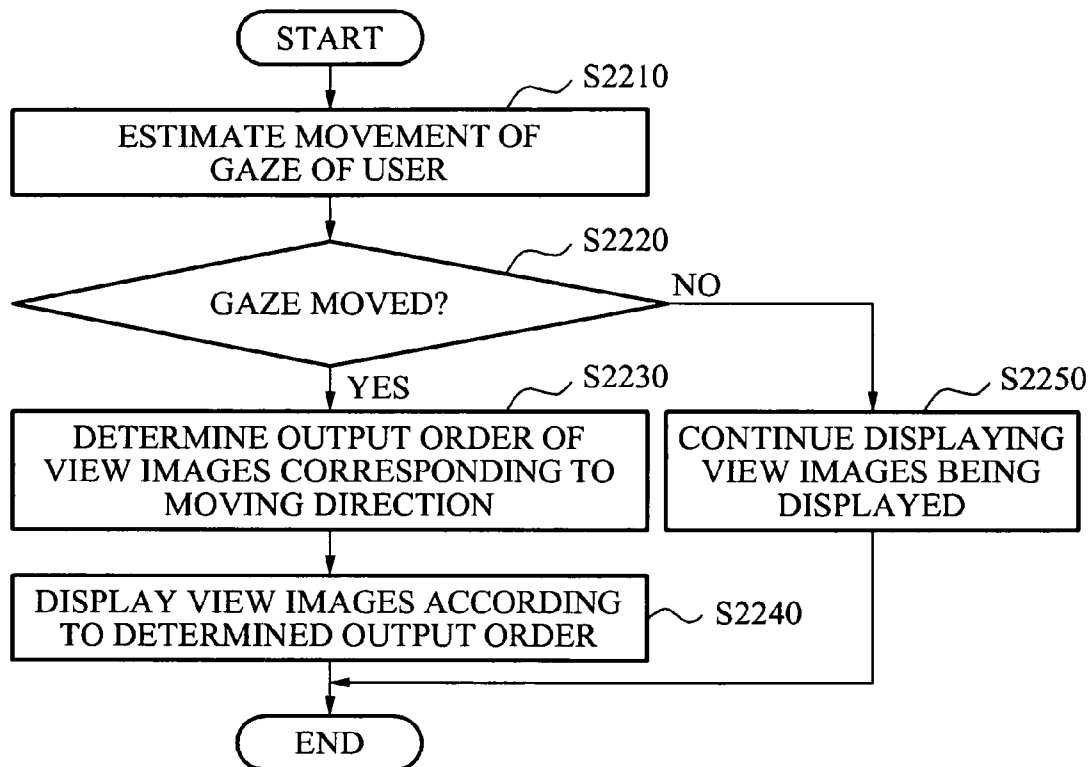 START
S2210
ESTIMATE MOVEMENT OF
GAZE OF USER
S2220
GAZE MOVED?
NO
YES
S2230
DETERMINE OUTPUT ORDER OF
VIEW IMAGES CORRESPONDING TO
MOVING DIRECTION
S2250
CONTINUE DISPLAYING
VIEW IMAGES BEING
DISPLAYED
DISPLAY VIEW IMAGES ACCORDING
TO DETERMINED OUTPUT ORDER
S2240
END